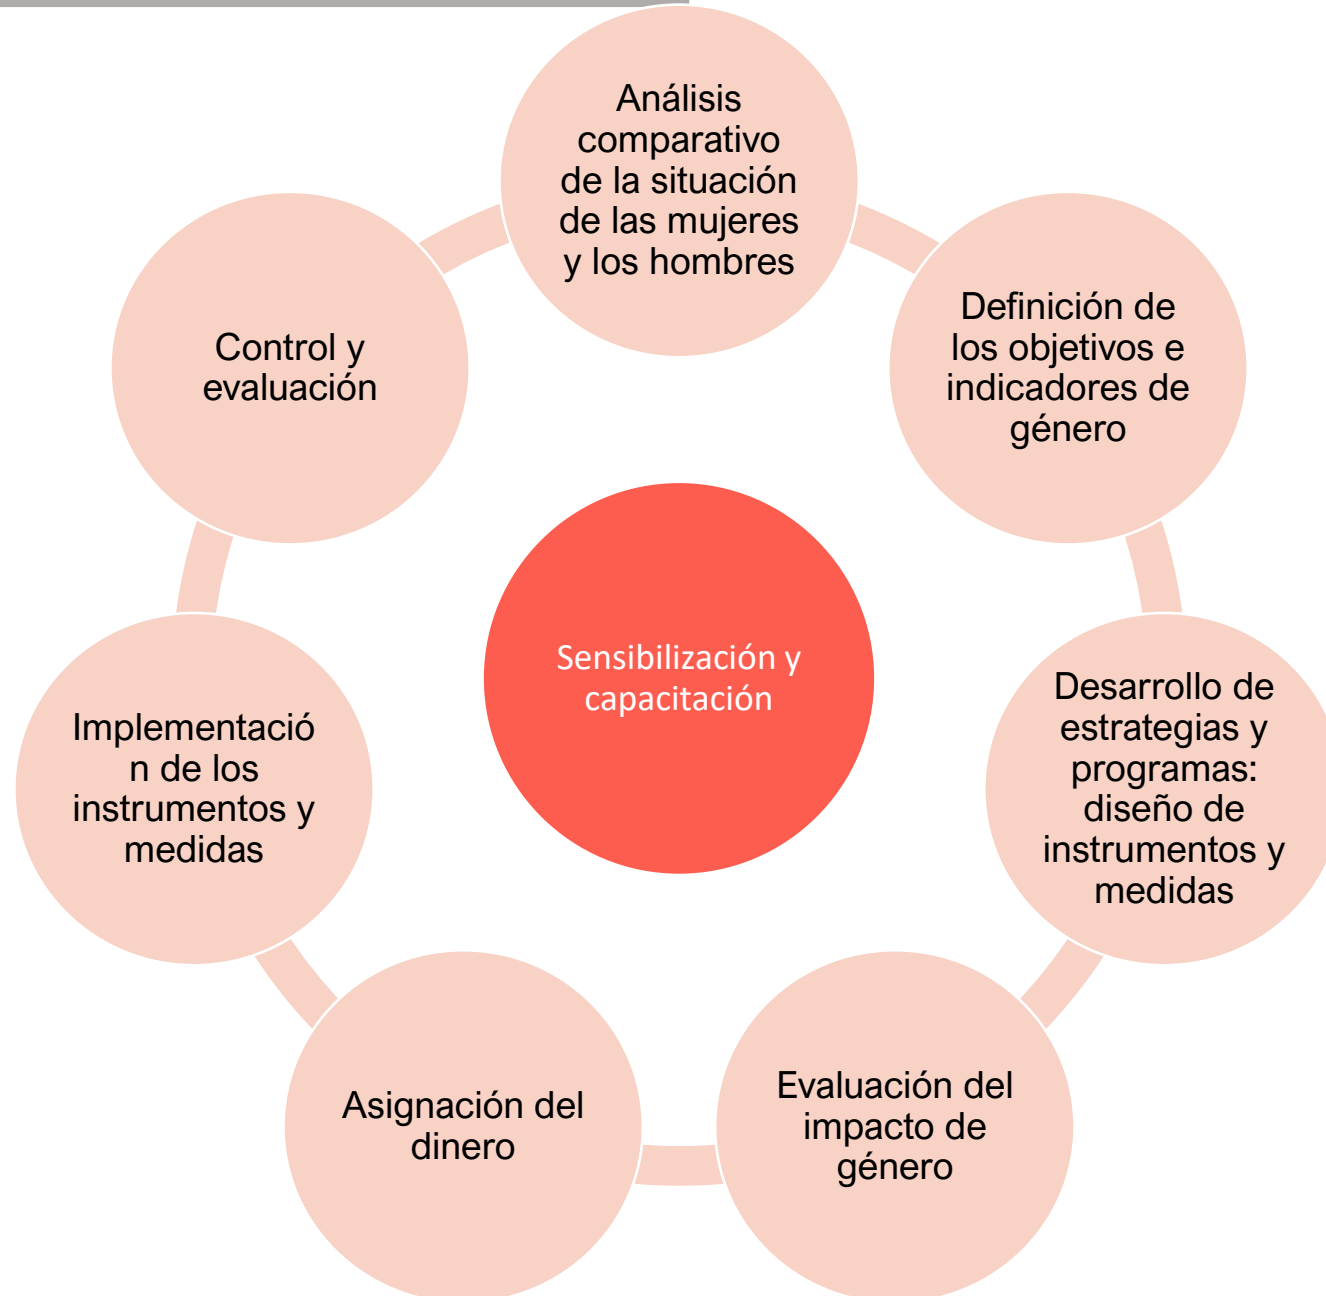 Análisis
comparativo
de la situación
de las mujeres
y los hombres
Definición de
los objetivos e
indicadores de
género
Desarrollo de
estrategias y
programas:
diseño de
instrumentos y
medidas
Evaluación del
impacto de
género
Asignación del
dinero
Implementació
n de los
instrumentos y
medidas
Control y
evaluación
Sensibilización y
capacitación